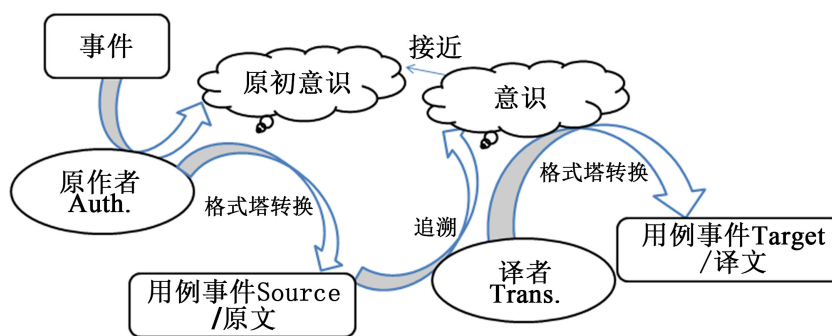 事件
原初意识
接近
意识
原作者
Auth.
格式塔转换
追溯
格式塔转换
用例事件Source
/原文
译者
Trans.
用例事件Target
/译文